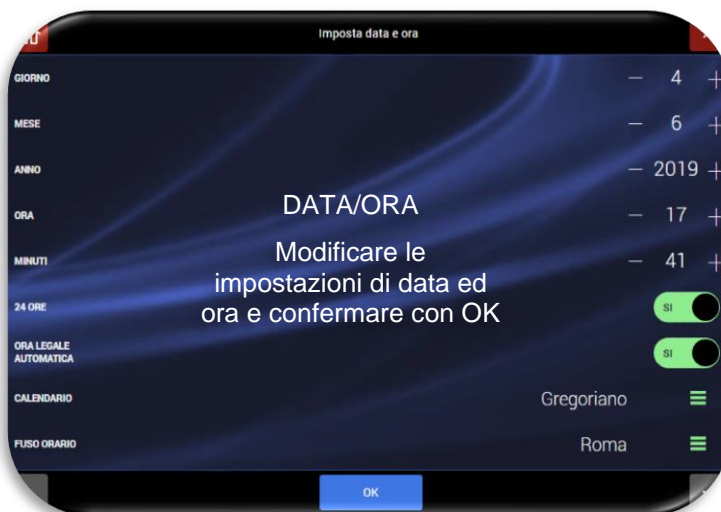 Imposta data e ora
GIORNO
4
MESE
6
ANNO
2019
ORA
17
MINUTI
41
24 ORE
SI
ORA LEGALE
AUTOMATICA
SI
CALENDARIO
Gregoriano
FUSO ORARIO
Roma
DATA/ORA
Modificare le
impostazioni di data ed
ora e confermare con OK
OK